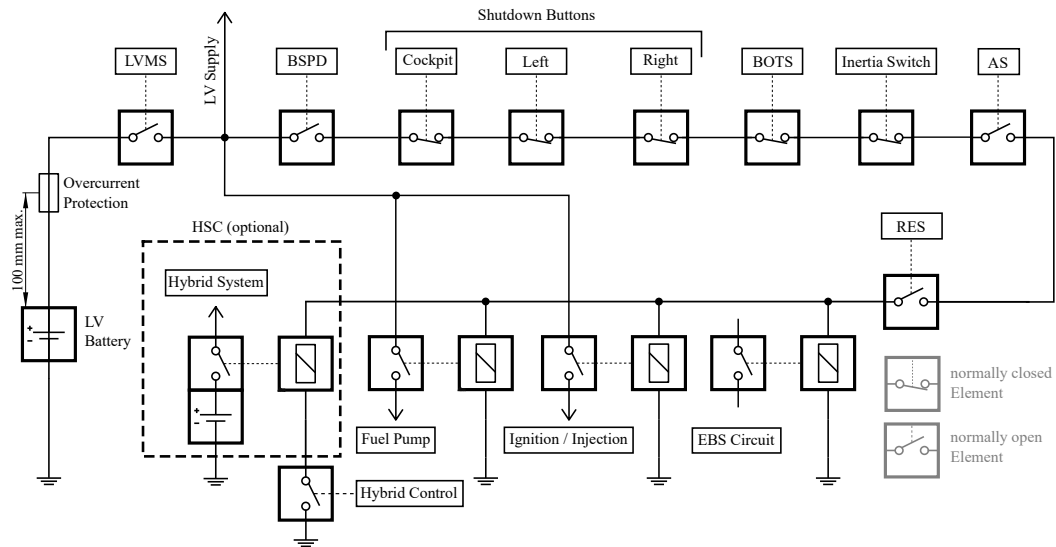 Shutdown Buttons
LV Supply
LVMS
BSPD
Cockpit
Left
Right
BOTS
Inertia Switch
AS
Overcurrent
Protection
100 mm max.
HSC (optional)
RES
Hybrid System
+
-
LV
Battery
+
-
normally closed
Element
Fuel Pump
Ignition / Injection
EBS Circuit
normally open
Element
Hybrid Control